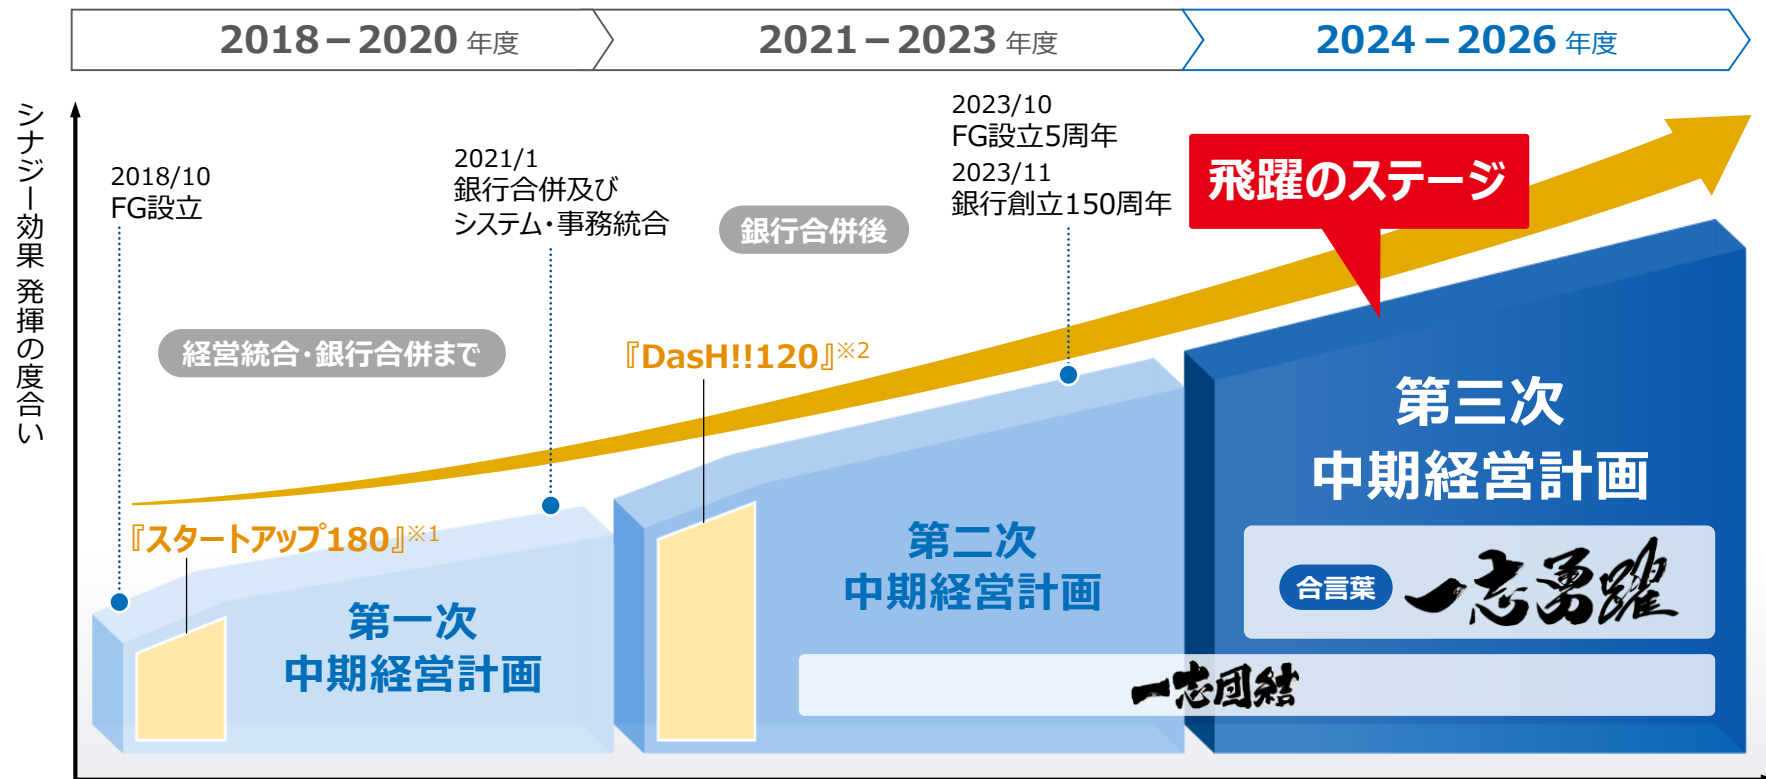 2018－2020 年度
2021－2023 年度
2024－2026 年度
シナジー効果 発揮の度合い
2018/10
FG設立
2021/1
銀行合併及び
システム・事務統合
2023/10
FG設立5周年
2023/11
銀行創立150周年
飛躍のステージ
銀行合併後
経営統合・銀行合併まで
『DasH!!120』※2
『スタートアップ180』※1
第一次
中期経営計画
第二次
中期経営計画
第三次
中期経営計画
合言葉 一志勇躍
一志団結